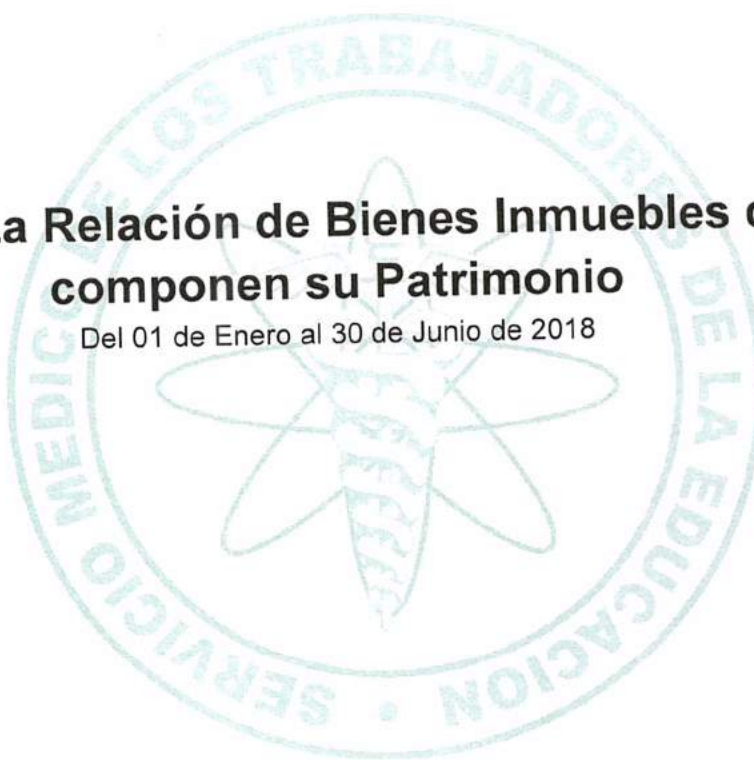 a Relación de Bienes Inmuebles
componen su Patrimonio
Del 01 de Enero al 30 de Junio de 2018
SERVICIO MEDICO DE LOS TRABAJADORES DE LA EDUCACION